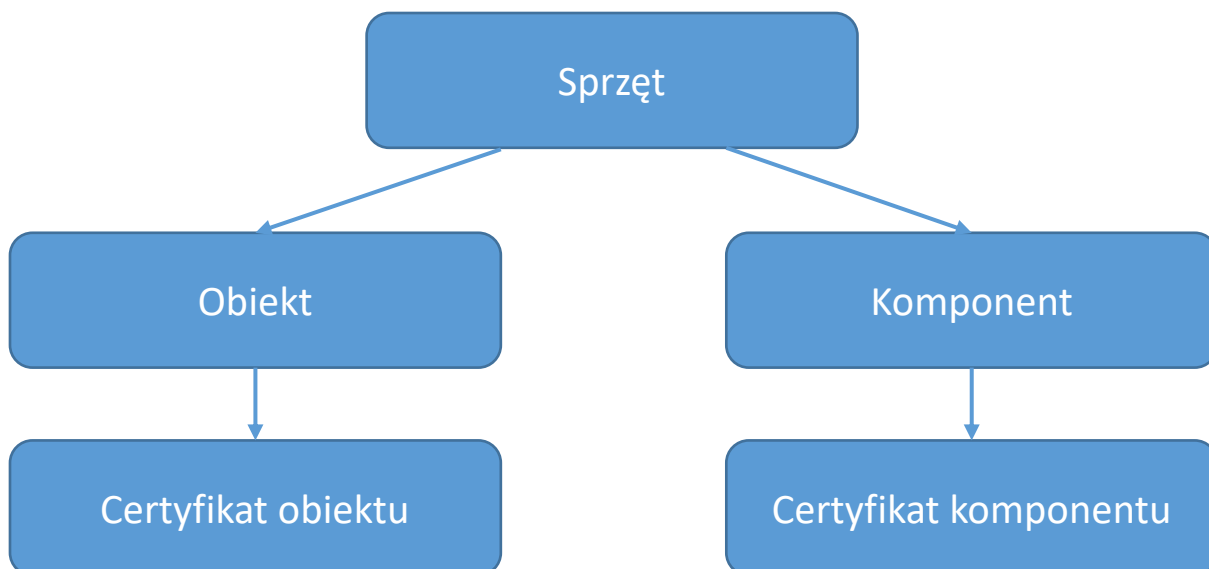 Sprzęt
Obiekt
Komponent
Certyfikat obiektu
Certyfikat komponentu